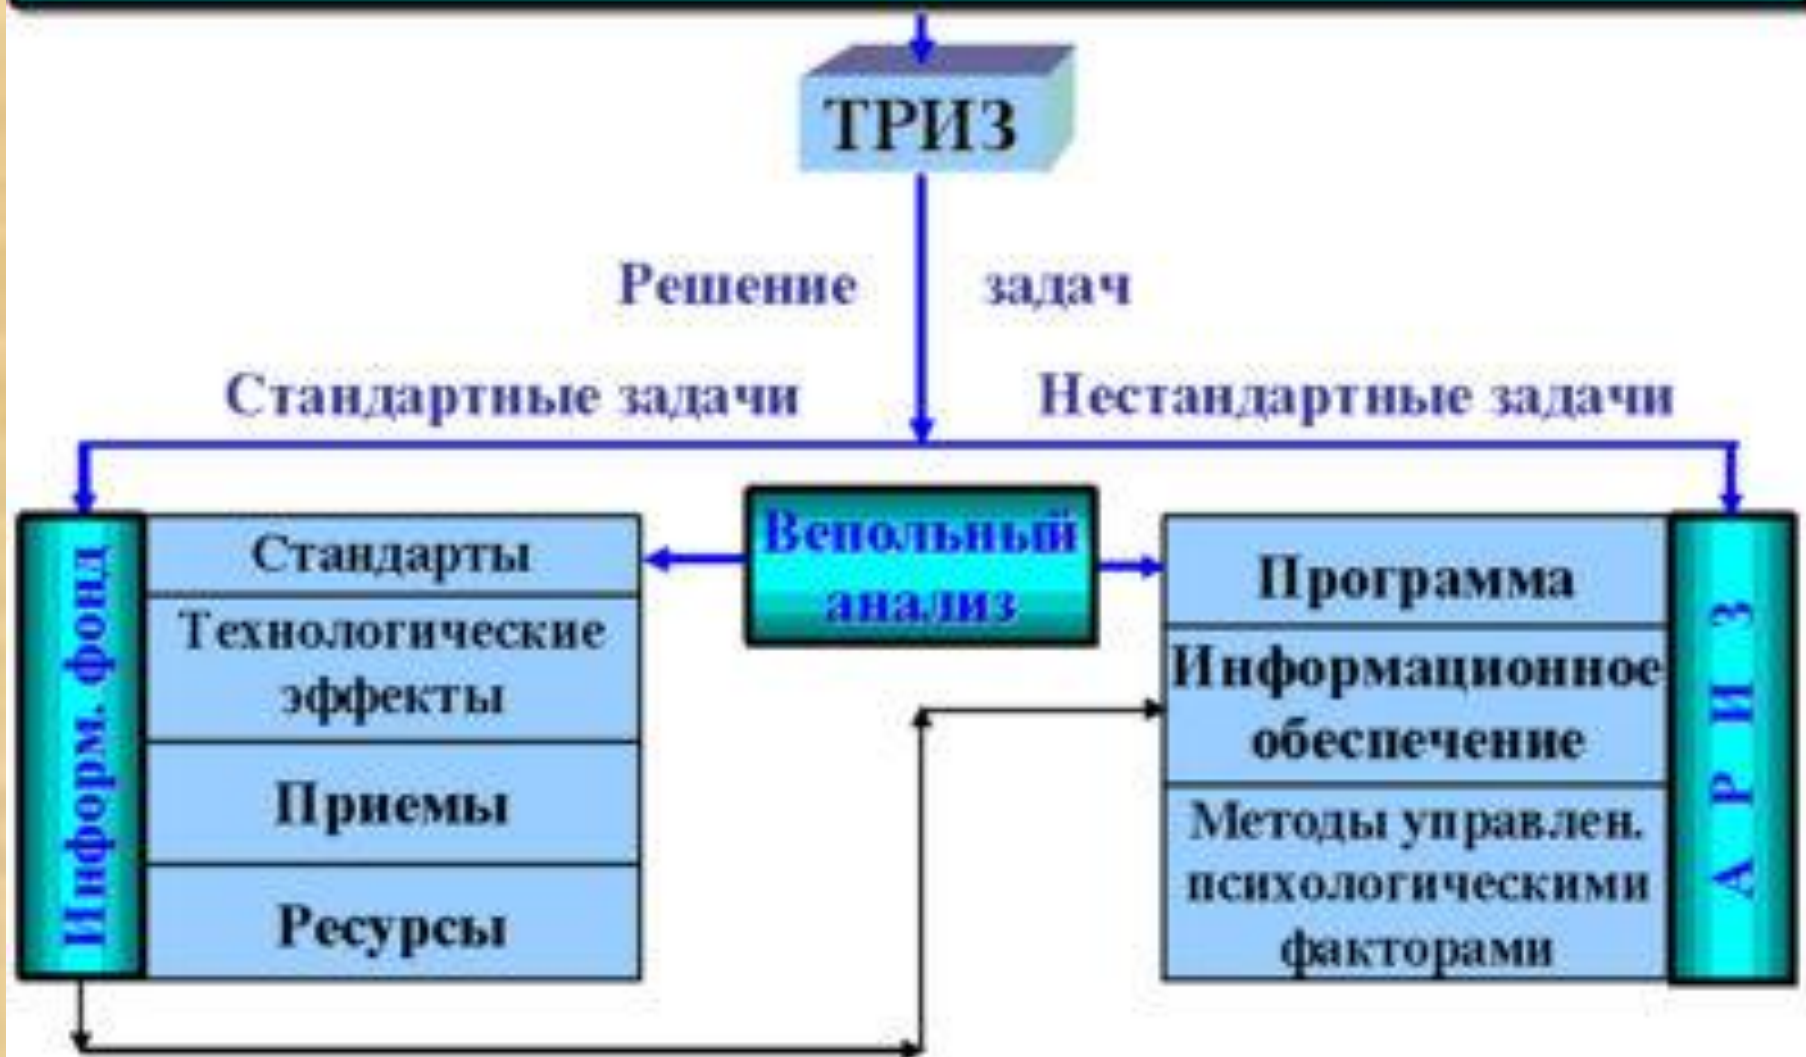 ТРИЗ
Решение задач
Стандартные задачи
Нестандартные задачи
Информ. фонд
Стандарты
Технологические
эффекты
Приемы
Ресурсы
Вепольный
анализ
Программа
Информационное
обеспечение
Методы управлен.
психологическими
факторами
АРИЗ